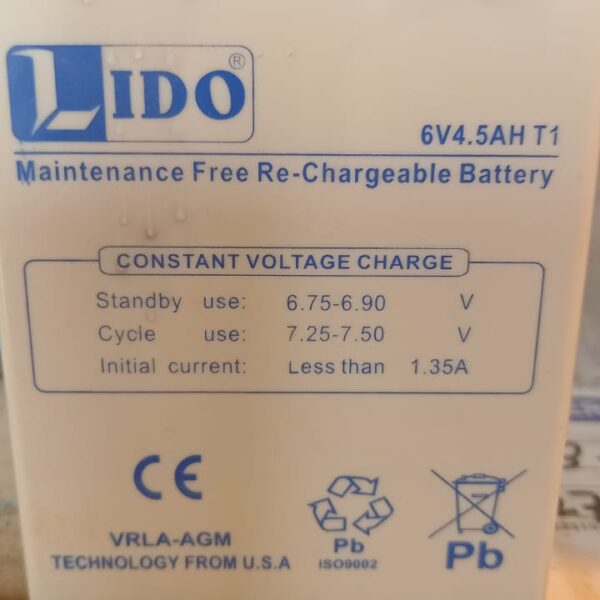 LIDO ®
6V4.5AH T1
Maintenance Free Re-Chargeable Battery
CONSTANT VOLTAGE CHARGE
Standby use: 6.75-6.90 V
Cycle use: 7.25-7.50 V
Initial current: Less than 1.35A
CE
VRLA-AGM
TECHNOLOGY FROM U.S.A
Pb
ISO9002
Pb